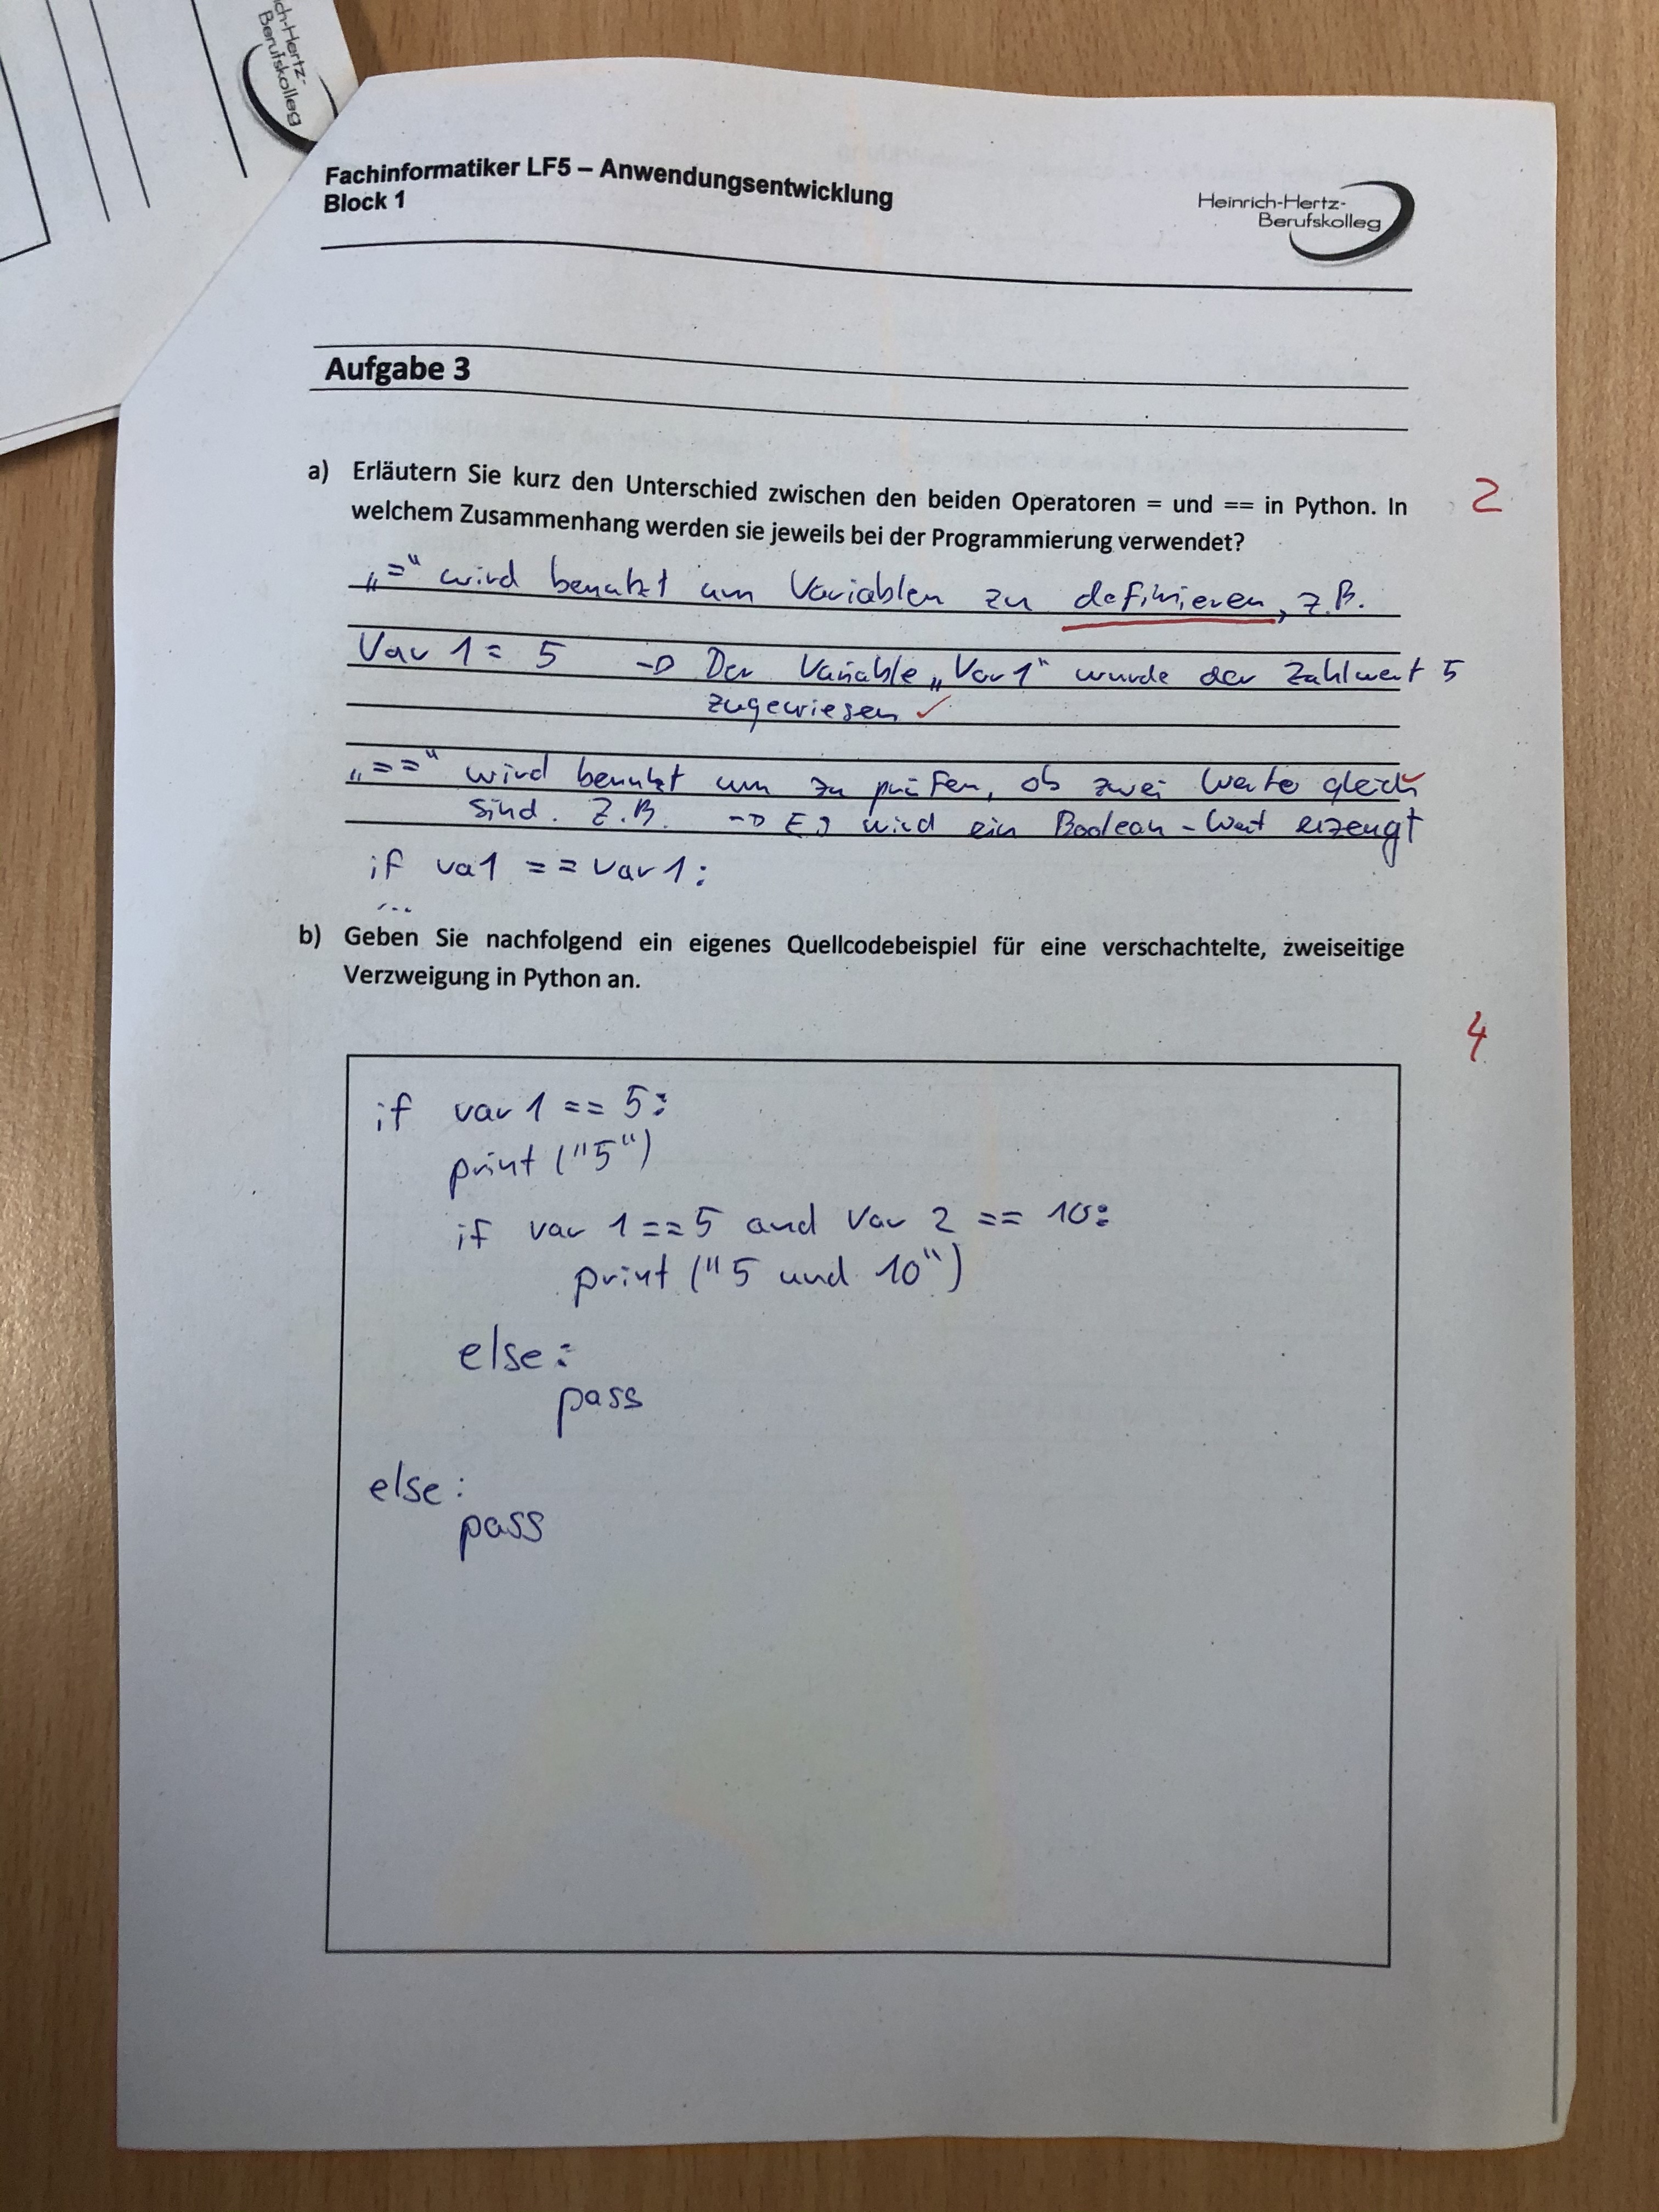 ch-Hertz-
Berufskolleg
Fachinformatiker LF5 – Anwendungsentwicklung
Block 1
Heinrich-Hertz-
Berufskolleg
Aufgabe 3
a) Erläutern Sie kurz den Unterschied zwischen den beiden Operatoren = und == in Python. In
welchem Zusammenhang werden sie jeweils bei der Programmierung verwendet?
2
„=“ wird benutzt um Variablen zu definieren, z.B.
Var 1 = 5 → Der Variable „Var 1“ wurde der Zahlwert 5
zugewiesen ✓
„==“ wird benutzt um zu prüfen, ob zwei Werte gleich ✓
sind. Z.B. → Es wird ein Boolean-Wert erzeugt
if va1 == var1:
...
b) Geben Sie nachfolgend ein eigenes Quellcodebeispiel für eine verschachtelte, zweiseitige
Verzweigung in Python an.
4
if var 1 == 5:
print ("5")
if var 1 == 5 and Var 2 == 10:
print ("5 und 10")
else:
pass
else:
pass